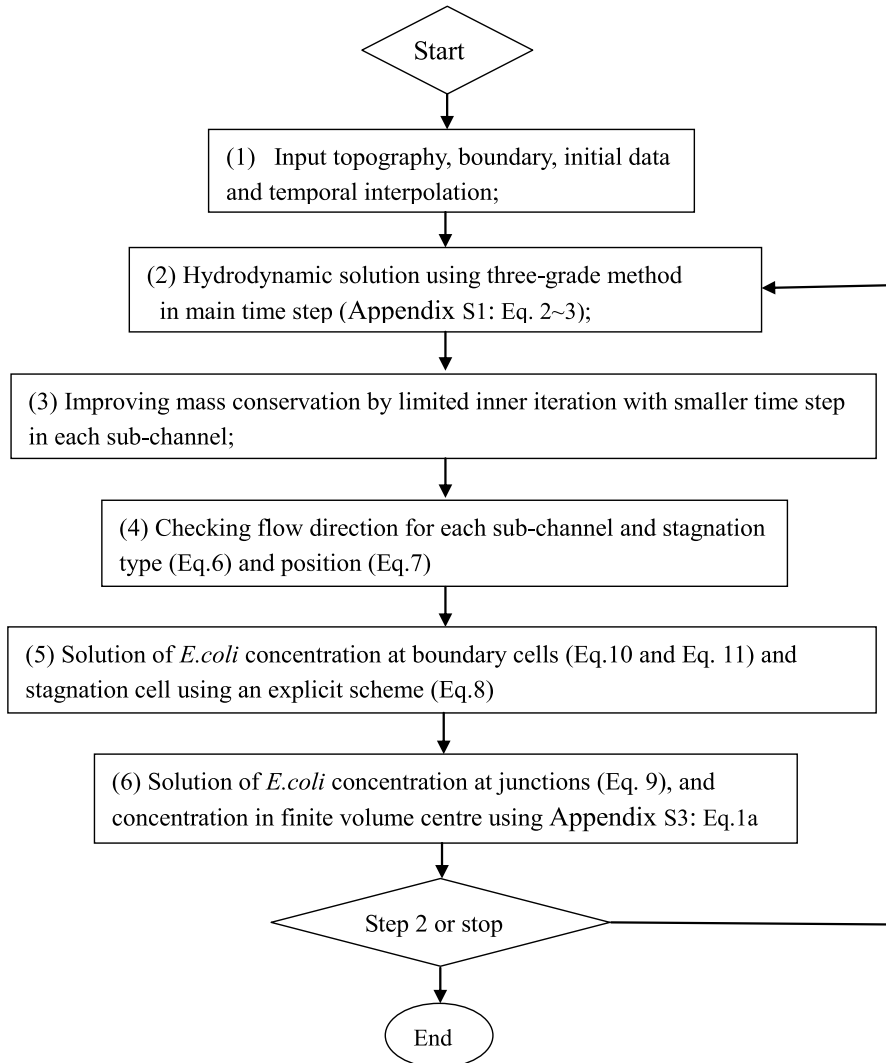 Start
(1) Input topography, boundary, initial data
and temporal interpolation;
(2) Hydrodynamic solution using three-grade method
in main time step (Appendix S1: Eq. 2~3);
(3) Improving mass conservation by limited inner iteration with smaller time step
in each sub-channel;
(4) Checking flow direction for each sub-channel and stagnation
type (Eq.6) and position (Eq.7)
(5) Solution of E.coli concentration at boundary cells (Eq.10 and Eq. 11) and
stagnation cell using an explicit scheme (Eq.8)
(6) Solution of E.coli concentration at junctions (Eq. 9), and
concentration in finite volume centre using Appendix S3: Eq.1a
Step 2 or stop
End